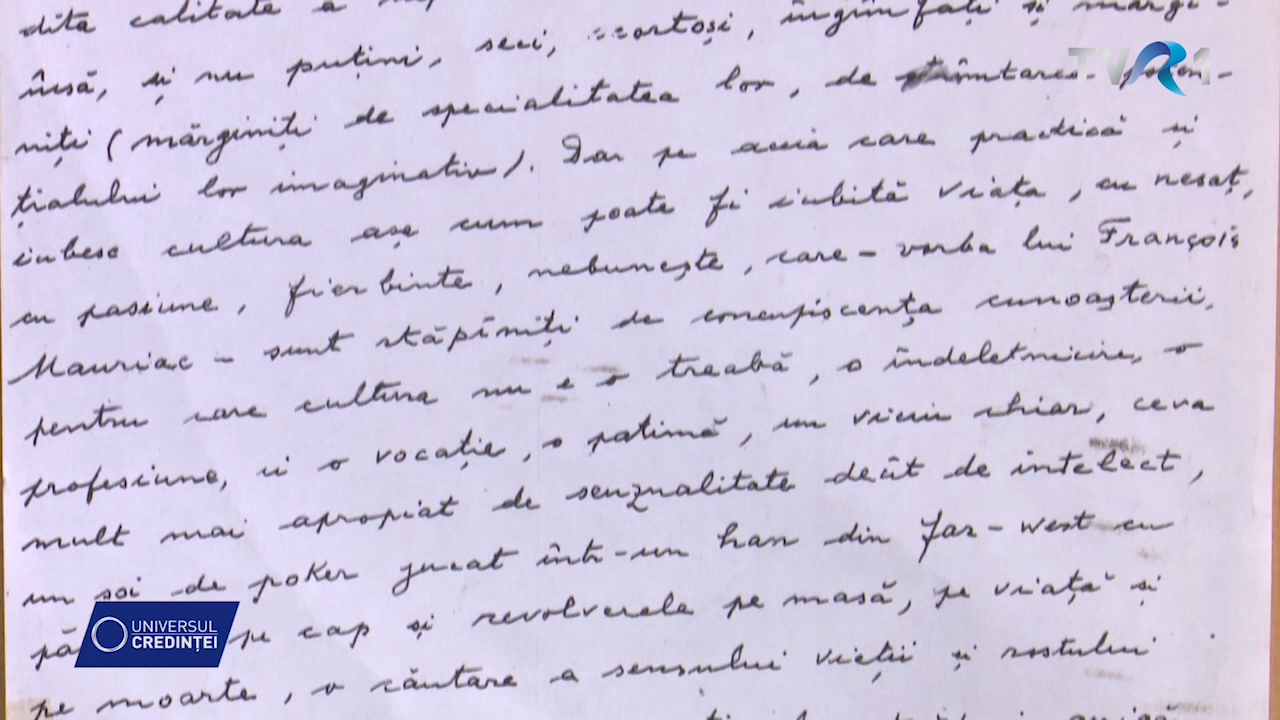 dita calitate a
însă, și nu puțini, seci, scorțoși, îngîmfați și mărgi-
niți (mărginiți de specialitatea lor, de
țialului lor imaginativ). Dar pe aceia care practică și
iubesc cultura așa cum poate fi iubită viața, cu nesaț,
cu pasiune, fierbinte, nebunește, care – vorba lui François
Mauriac – sunt stăpîniți de concupiscența cunoașterii,
pentru care cultura nu e o treabă, o îndeletnicire, o
profesiune, ci o vocație, o patimă, un viciu chiar, ceva
mult mai apropiat de senzualitate decît de intelect,
un soi de poker jucat într-un han din far-west cu
pe cap și revolverele pe masă, pe viață și
pe moarte, o căutare a sensului vieții și rostului
TVR1
UNIVERSUL
CREDINȚEI